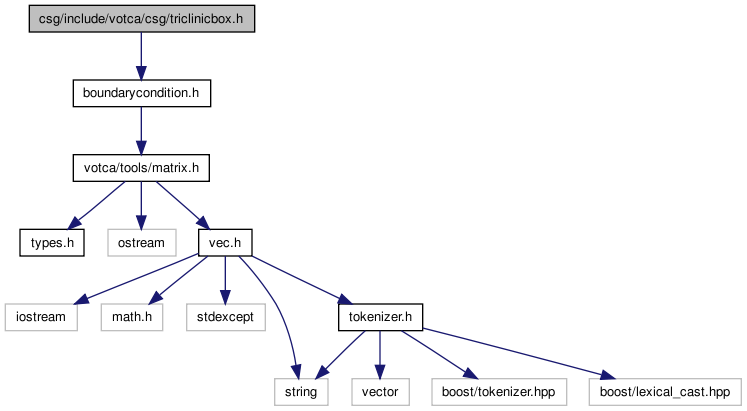 csg/include/votca/csg/triclinicbox.h
boundarycondition.h
votca/tools/matrix.h
types.h
ostream
vec.h
iostream
math.h
stdexcept
tokenizer.h
string
vector
boost/tokenizer.hpp
boost/lexical_cast.hpp